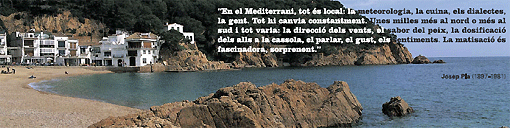 "En el Mediterrani, tot és local: la meteorologia, la cuina, els dialectes,
la gent. Tot hi canvia constantment. Unes milles més al nord o més al
sud i tot varia: la direcció dels vents, el sabor del peix, la dosificació
dels alls a la cassola, el parlar, el gust, els sentiments. La matisació és
fascinadora, sorprenent."
Josep Pla (1897-1981)